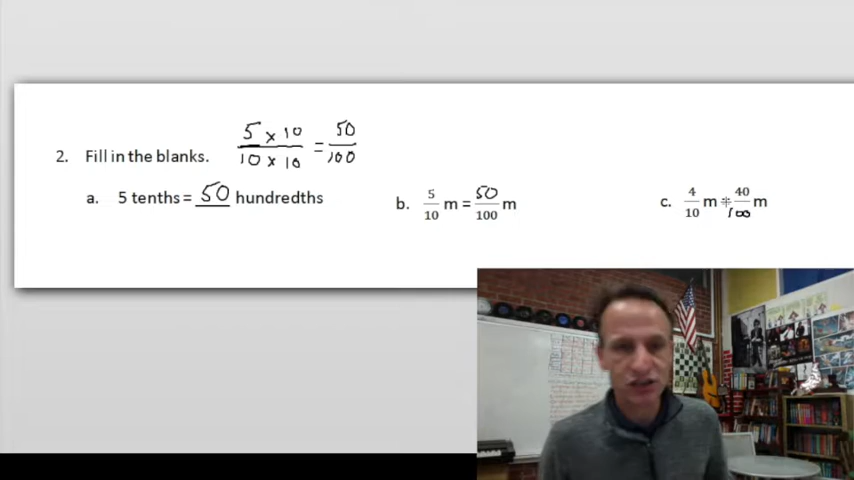 2. Fill in the blanks. 5 × 10 / 10 × 10 = 50 / 100
a. 5 tenths = 50 hundredths
b. 5/10 m = 50/100 m
c. 4/10 m = 40/100 m